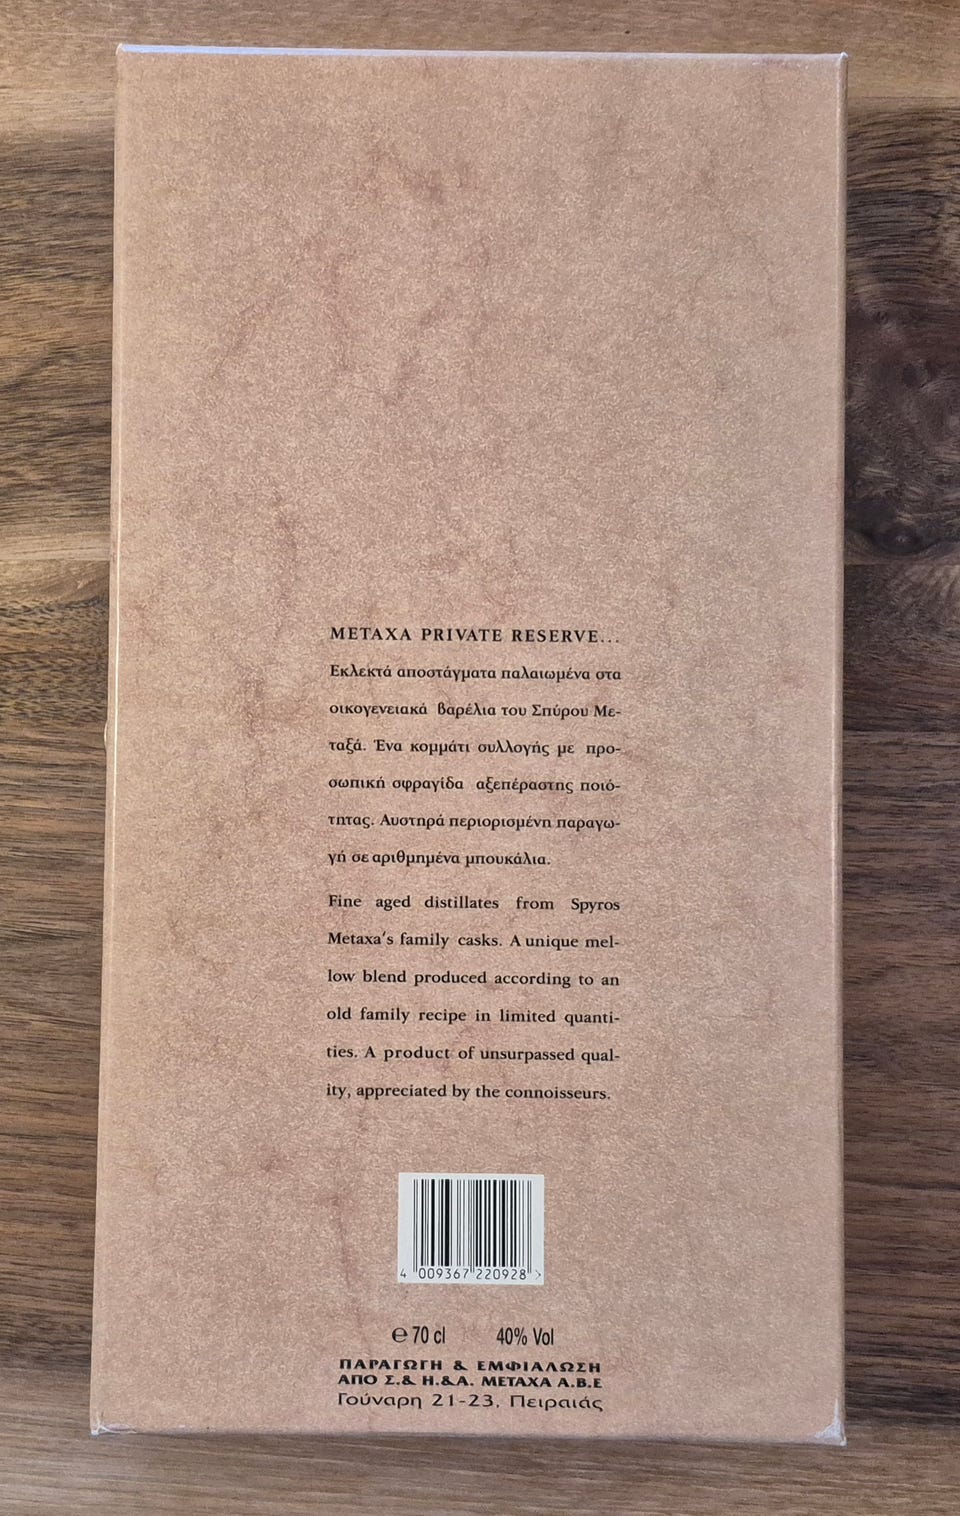 METAXA PRIVATE RESERVE...
Εκλεκτά αποστάγματα παλαιωμένα στα
οικογενειακά βαρέλια του Σπύρου Με-
ταξά. Ένα κομμάτι συλλογής με προ-
σωπική σφραγίδα αξεπέραστης ποιό-
τητας. Αυστηρά περιορισμένη παραγω-
γή σε αριθμημένα μπουκάλια.
Fine aged distillates from Spyros
Metaxa's family casks. A unique mel-
low blend produced according to an
old family recipe in limited quanti-
ties. A product of unsurpassed qual-
ity, appreciated by the connoisseurs.
4 009367 220928 >
℮ 70 cl 40% Vol
ΠΑΡΑΓΩΓΗ & ΕΜΦΙΑΛΩΣΗ
ΑΠΟ Σ.& Η.&Α. ΜΕΤΑΧΑ Α.Β.Ε
Γούναρη 21-23, Πειραιάς